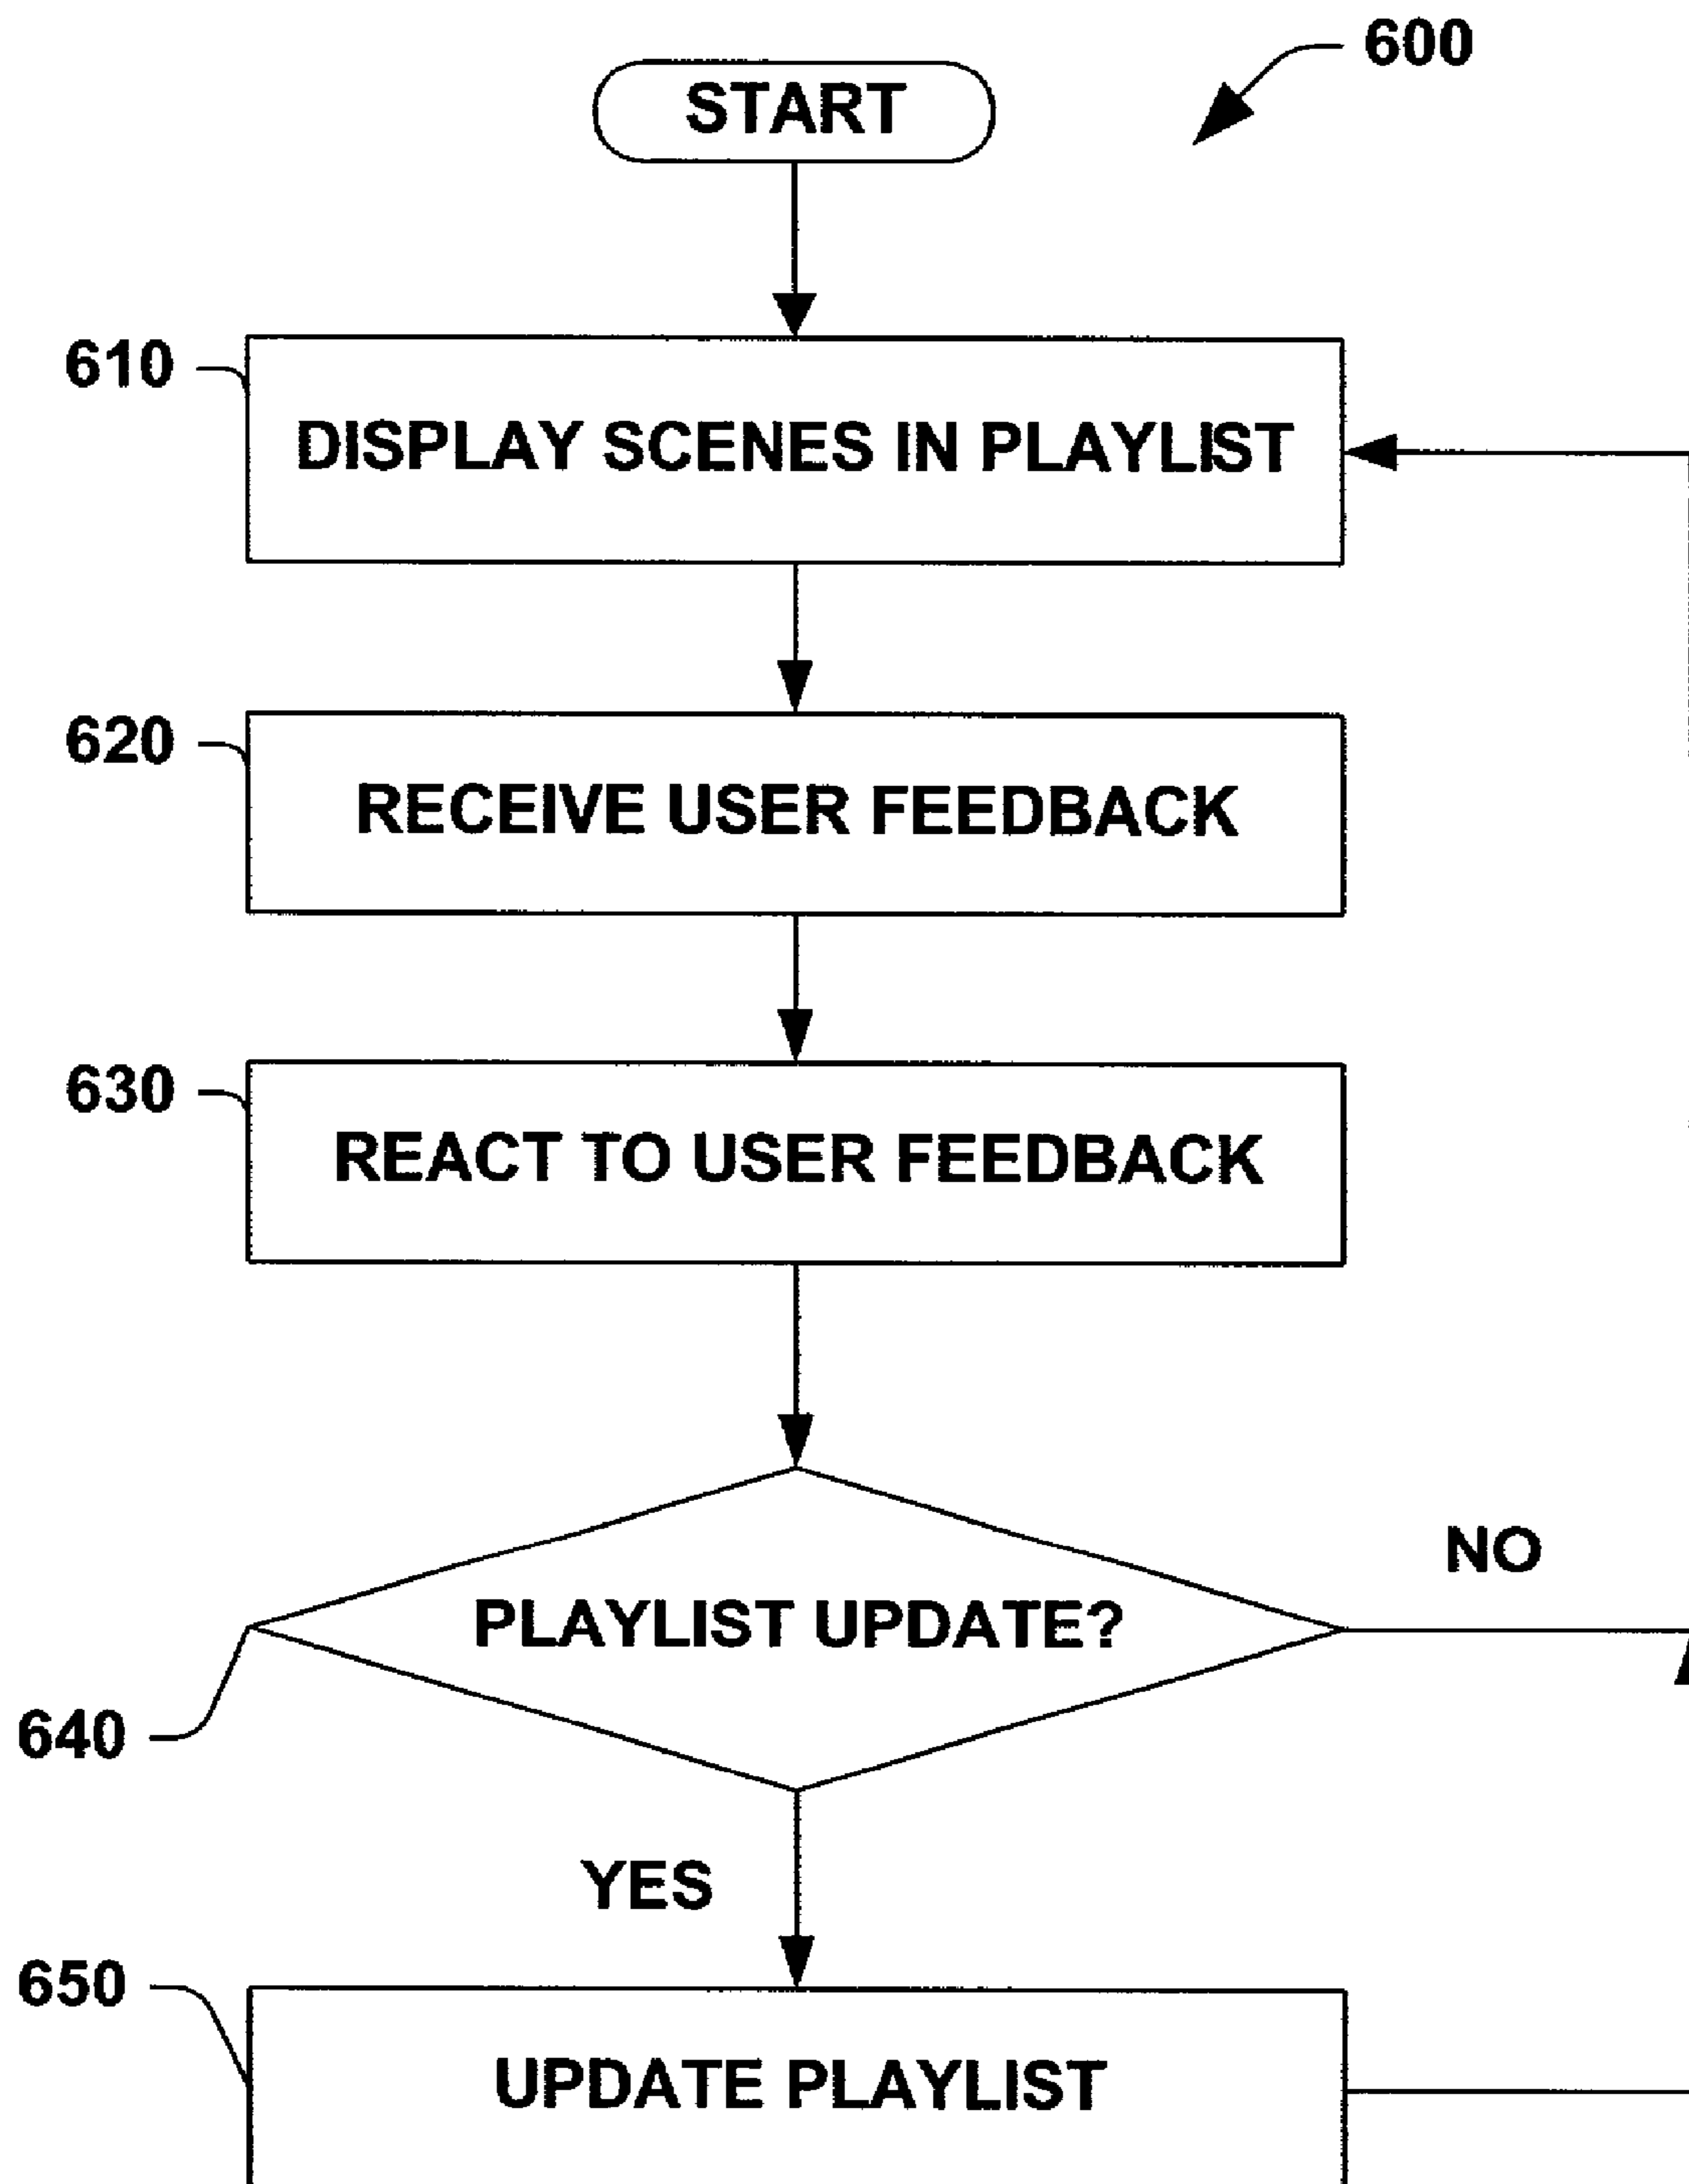 600
START
610
DISPLAY SCENES IN PLAYLIST
620
RECEIVE USER FEEDBACK
630
REACT TO USER FEEDBACK
PLAYLIST UPDATE?
NO
640
YES
650
UPDATE PLAYLIST